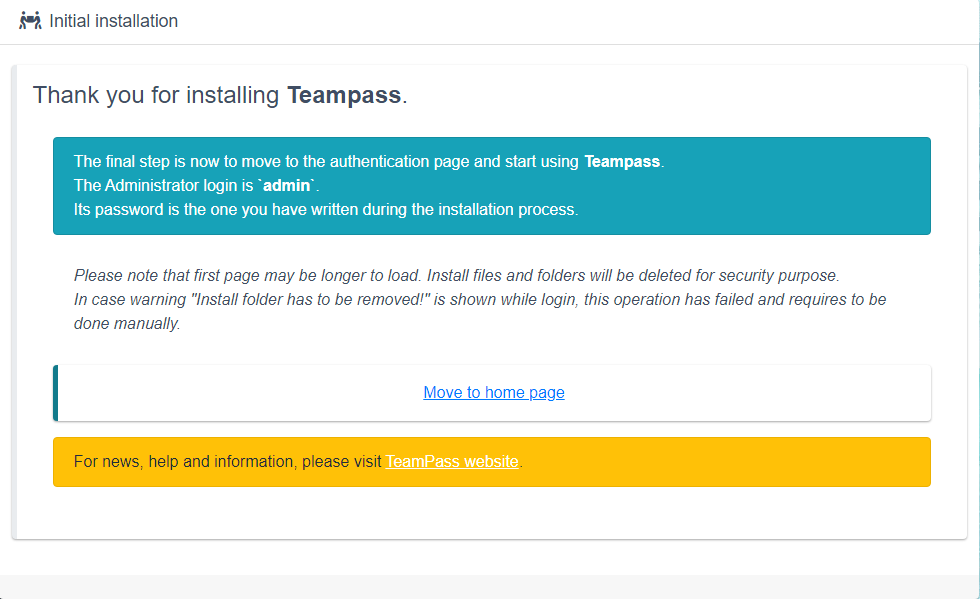 Initial installation
Thank you for installing Teampass.
The final step is now to move to the authentication page and start using Teampass.
The Administrator login is `admin`.
Its password is the one you have written during the installation process.
Please note that first page may be longer to load. Install files and folders will be deleted for security purpose.
In case warning "Install folder has to be removed!" is shown while login, this operation has failed and requires to be
done manually.
Move to home page
For news, help and information, please visit TeamPass website.